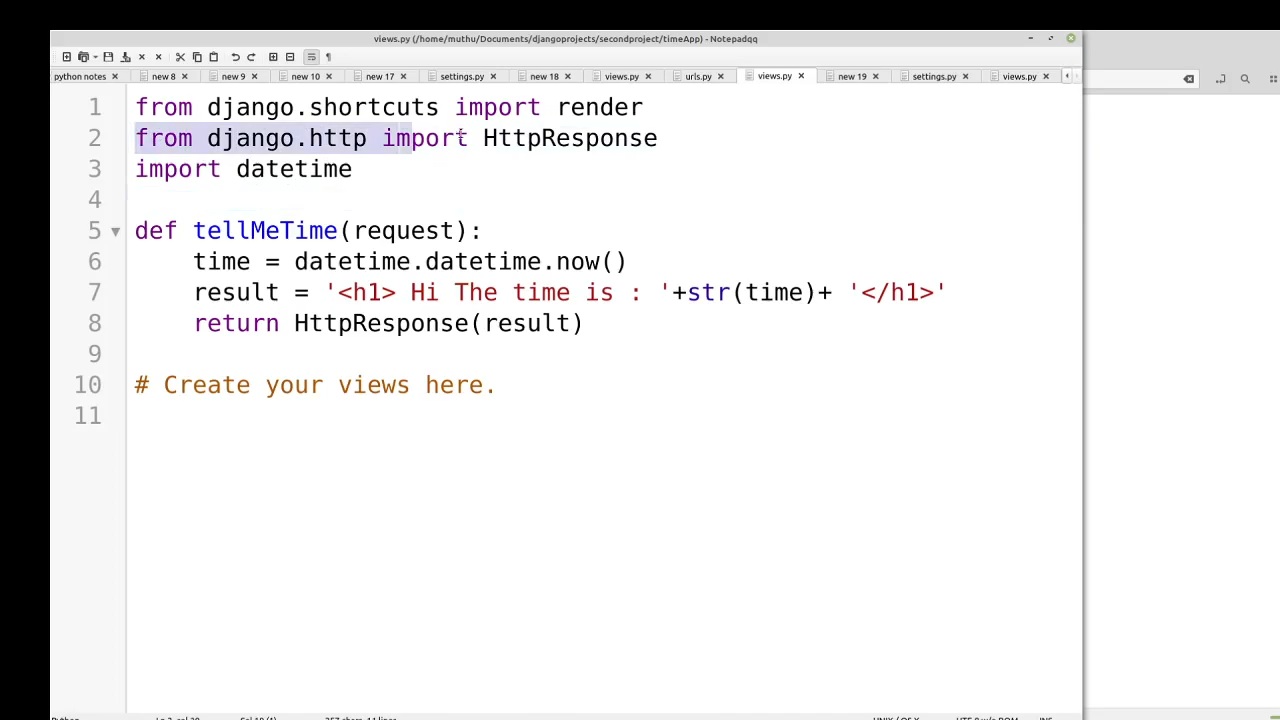 views.py (/home/muthu/Documents/djangoprojects/secondproject/timeApp) - Notepadqq
python notes new 8 new 9 new 10 new 17 settings.py new 18 views.py urls.py views.py new 19 settings.py views.py
1 from django.shortcuts import render
2 from django.http import HttpResponse
3 import datetime
4
5 def tellMeTime(request):
6 time = datetime.datetime.now()
7 result = '<h1> Hi The time is : '+str(time)+ '</h1>'
8 return HttpResponse(result)
9
10 # Create your views here.
11